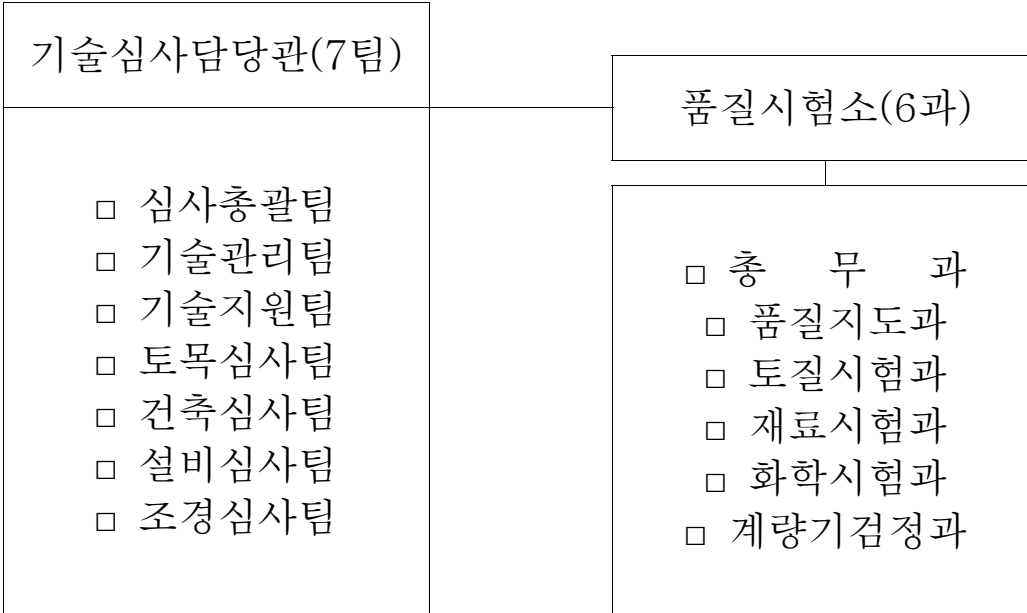 기술심사담당관(7팀)
□ 심사총괄팀
□ 기술관리팀
□ 기술지원팀
□ 토목심사팀
□ 건축심사팀
□ 설비심사팀
□ 조경심사팀
품질시험소(6과)
□ 총 무 과
□ 품질지도과
□ 토질시험과
□ 재료시험과
□ 화학시험과
□ 계량기검정과